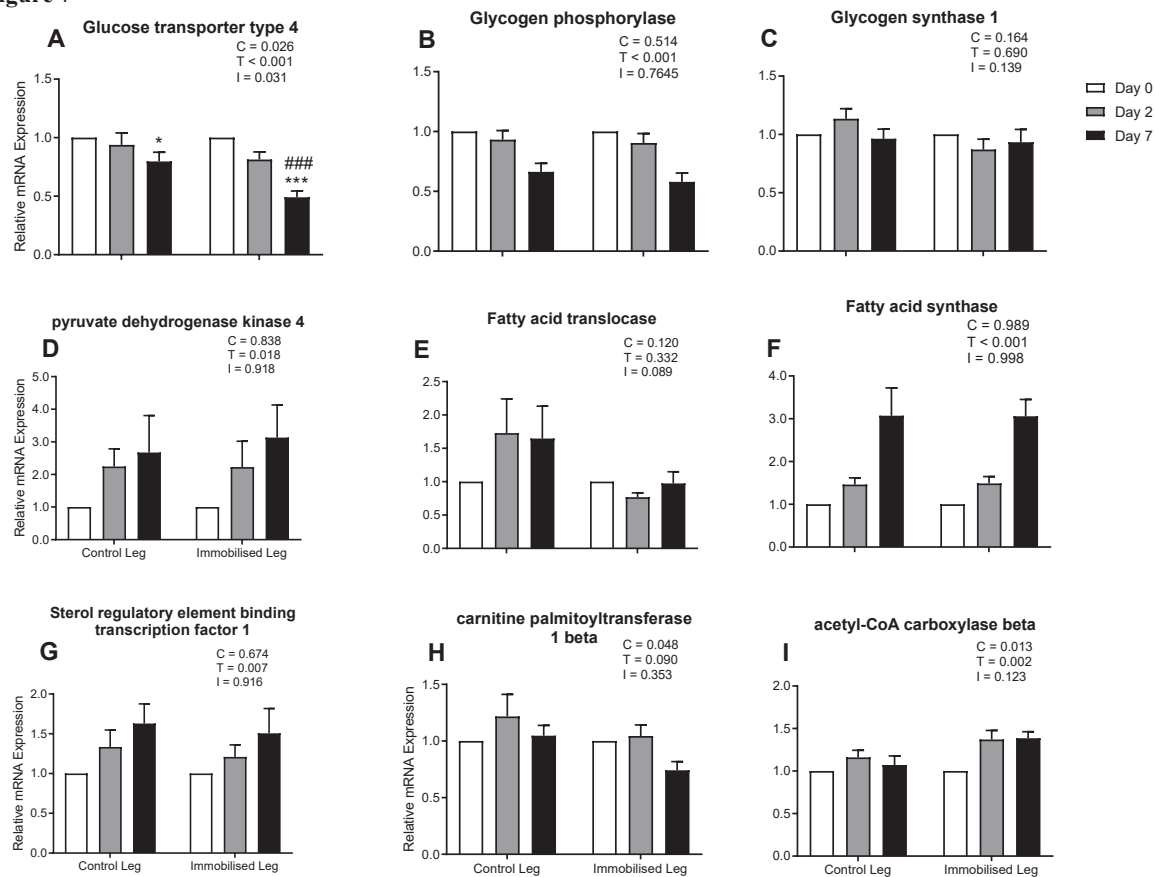 Glucose transporter type 4
A
C = 0.026
T < 0.001
I = 0.031
Relative mRNA Expression
1.5
1.0
0.5
0.0
*
###
***
Glycogen phosphorylase
B
C = 0.514
T < 0.001
I = 0.7645
1.5
1.0
0.5
0.0
Glycogen synthase 1
C
C = 0.164
T = 0.690
I = 0.139
1.5
1.0
0.5
0.0
Day 0
Day 2
Day 7
pyruvate dehydrogenase kinase 4
D
C = 0.838
T = 0.018
I = 0.918
Relative mRNA Expression
5.0
4.0
3.0
2.0
1.0
0.0
Control Leg
Immobilised Leg
Fatty acid translocase
E
C = 0.120
T = 0.332
I = 0.089
2.5
2.0
1.5
1.0
0.5
0.0
Fatty acid synthase
F
C = 0.989
T < 0.001
I = 0.998
4.0
3.0
2.0
1.0
0.0
Sterol regulatory element binding
transcription factor 1
G
C = 0.674
T = 0.007
I = 0.916
Relative mRNA Expression
2.0
1.5
1.0
0.5
0.0
Control Leg
Immobilised Leg
carnitine palmitoyltransferase
1 beta
H
C = 0.048
T = 0.090
I = 0.353
Relative mRNA Expression
1.5
1.0
0.5
0.0
Control Leg
Immobilised Leg
acetyl-CoA carboxylase beta
I
C = 0.013
T = 0.002
I = 0.123
2.0
1.5
1.0
0.5
0.0
Control Leg
Immobilised Leg